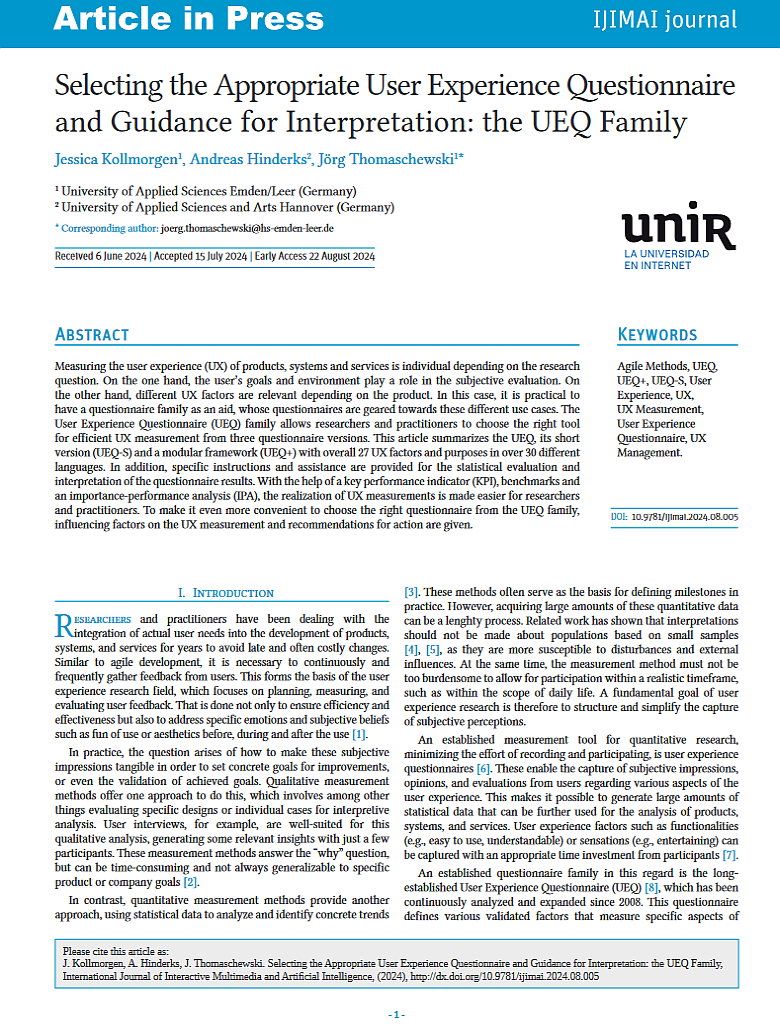 Article in Press
IJIMAI journal
Selecting the Appropriate User Experience Questionnaire
and Guidance for Interpretation: the UEQ Family
Jessica Kollmorgen¹, Andreas Hinderks², Jörg Thomaschewski¹*
¹ University of Applied Sciences Emden/Leer (Germany)
² University of Applied Sciences and Arts Hannover (Germany)
* Corresponding author: joerg.thomaschewski@hs-emden-leer.de
Received 6 June 2024 | Accepted 15 July 2024 | Early Access 22 August 2024
unir
LA UNIVERSIDAD
EN INTERNET
Abstract
Measuring the user experience (UX) of products, systems and services is individual depending on the research
question. On the one hand, the user's goals and environment play a role in the subjective evaluation. On
the other hand, different UX factors are relevant depending on the product. In this case, it is practical to
have a questionnaire family as an aid, whose questionnaires are geared towards these different use cases. The
User Experience Questionnaire (UEQ) family allows researchers and practitioners to choose the right tool
for efficient UX measurement from three questionnaire versions. This article summarizes the UEQ, its short
version (UEQ-S) and a modular framework (UEQ+) with overall 27 UX factors and purposes in over 30 different
languages. In addition, specific instructions and assistance are provided for the statistical evaluation and
interpretation of the questionnaire results. With the help of a key performance indicator (KPI), benchmarks and
an importance-performance analysis (IPA), the realization of UX measurements is made easier for researchers
and practitioners. To make it even more convenient to choose the right questionnaire from the UEQ family,
influencing factors on the UX measurement and recommendations for action are given.
Keywords
Agile Methods, UEQ,
UEQ+, UEQ-S, User
Experience, UX,
UX Measurement,
User Experience
Questionnaire, UX
Management.
DOI: 10.9781/ijimai.2024.08.005
I. Introduction
Researchers and practitioners have been dealing with the
integration of actual user needs into the development of products,
systems, and services for years to avoid late and often costly changes.
Similar to agile development, it is necessary to continuously and
frequently gather feedback from users. This forms the basis of the user
experience research field, which focuses on planning, measuring, and
evaluating user feedback. That is done not only to ensure efficiency and
effectiveness but also to address specific emotions and subjective beliefs
such as fun of use or aesthetics before, during and after the use [1].
In practice, the question arises of how to make these subjective
impressions tangible in order to set concrete goals for improvements,
or even the validation of achieved goals. Qualitative measurement
methods offer one approach to do this, which involves among other
things evaluating specific designs or individual cases for interpretive
analysis. User interviews, for example, are well-suited for this
qualitative analysis, generating some relevant insights with just a few
participants. These measurement methods answer the "why" question,
but can be time-consuming and not always generalizable to specific
product or company goals [2].
In contrast, quantitative measurement methods provide another
approach, using statistical data to analyze and identify concrete trends
[3]. These methods often serve as the basis for defining milestones in
practice. However, acquiring large amounts of these quantitative data
can be a lenghty process. Related work has shown that interpretations
should not be made about populations based on small samples
[4], [5], as they are more susceptible to disturbances and external
influences. At the same time, the measurement method must not be
too burdensome to allow for participation within a realistic timeframe,
such as within the scope of daily life. A fundamental goal of user
experience research is therefore to structure and simplify the capture
of subjective perceptions.
An established measurement tool for quantitative research,
minimizing the effort of recording and participating, is user experience
questionnaires [6]. These enable the capture of subjective impressions,
opinions, and evaluations from users regarding various aspects of the
user experience. This makes it possible to generate large amounts of
statistical data that can be further used for the analysis of products,
systems, and services. User experience factors such as functionalities
(e.g., easy to use, understandable) or sensations (e.g., entertaining) can
be captured with an appropriate time investment from participants [7].
An established questionnaire family in this regard is the long-
established User Experience Questionnaire (UEQ) [8], which has been
continuously analyzed and expanded since 2008. This questionnaire
defines various validated factors that measure specific aspects of
Please cite this article as:
J. Kollmorgen, A. Hinderks, J. Thomaschewski. Selecting the Appropriate User Experience Questionnaire and Guidance for Interpretation: the UEQ Family,
International Journal of Interactive Multimedia and Artificial Intelligence, (2024), http://dx.doi.org/10.9781/ijimai.2024.08.005
- 1 -